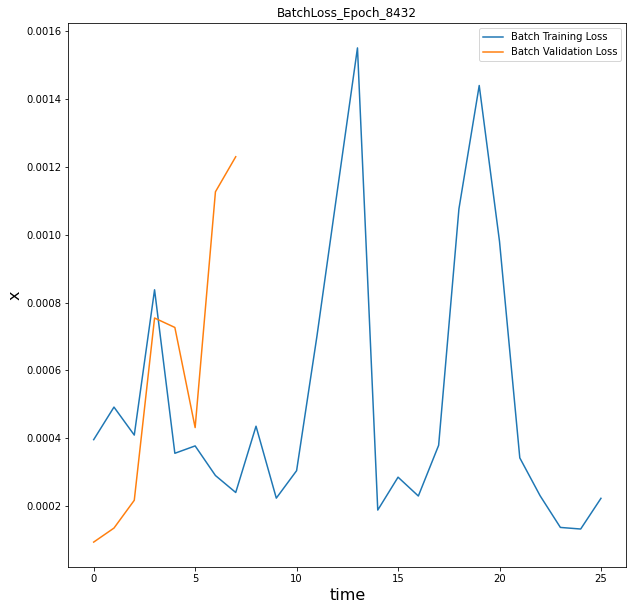 BatchLoss_Epoch_8432
Batch Training Loss
Batch Validation Loss
0.0016
0.0014
0.0012
0.0010
0.0008
0.0006
0.0004
0.0002
x
0 5 10 15 20 25
time